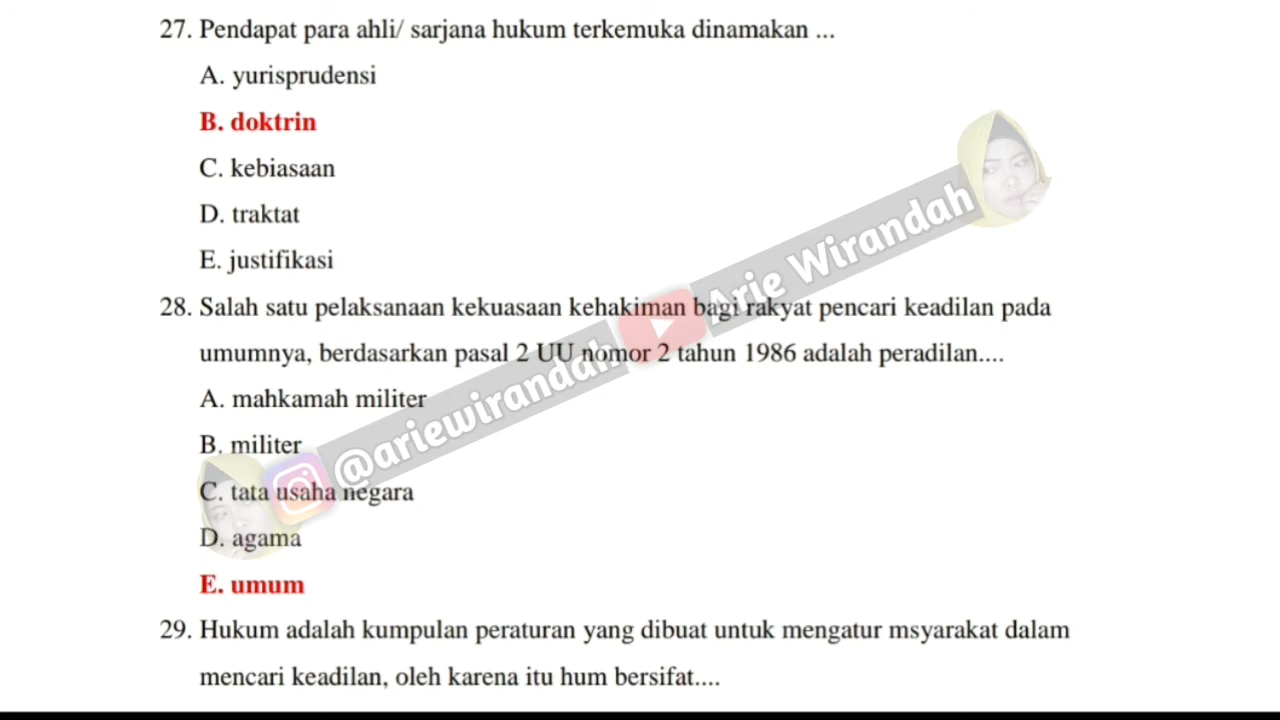 27. Pendapat para ahli/ sarjana hukum terkemuka dinamakan ...
A. yurisprudensi
B. doktrin
C. kebiasaan
D. traktat
E. justifikasi
28. Salah satu pelaksanaan kekuasaan kehakiman bagi rakyat pencari keadilan pada
umumnya, berdasarkan pasal 2 UU nomor 2 tahun 1986 adalah peradilan....
A. mahkamah militer
B. militer
C. tata usaha negara
D. agama
E. umum
29. Hukum adalah kumpulan peraturan yang dibuat untuk mengatur msyarakat dalam
mencari keadilan, oleh karena itu hum bersifat....
@ariewirandah
Arie Wirandah